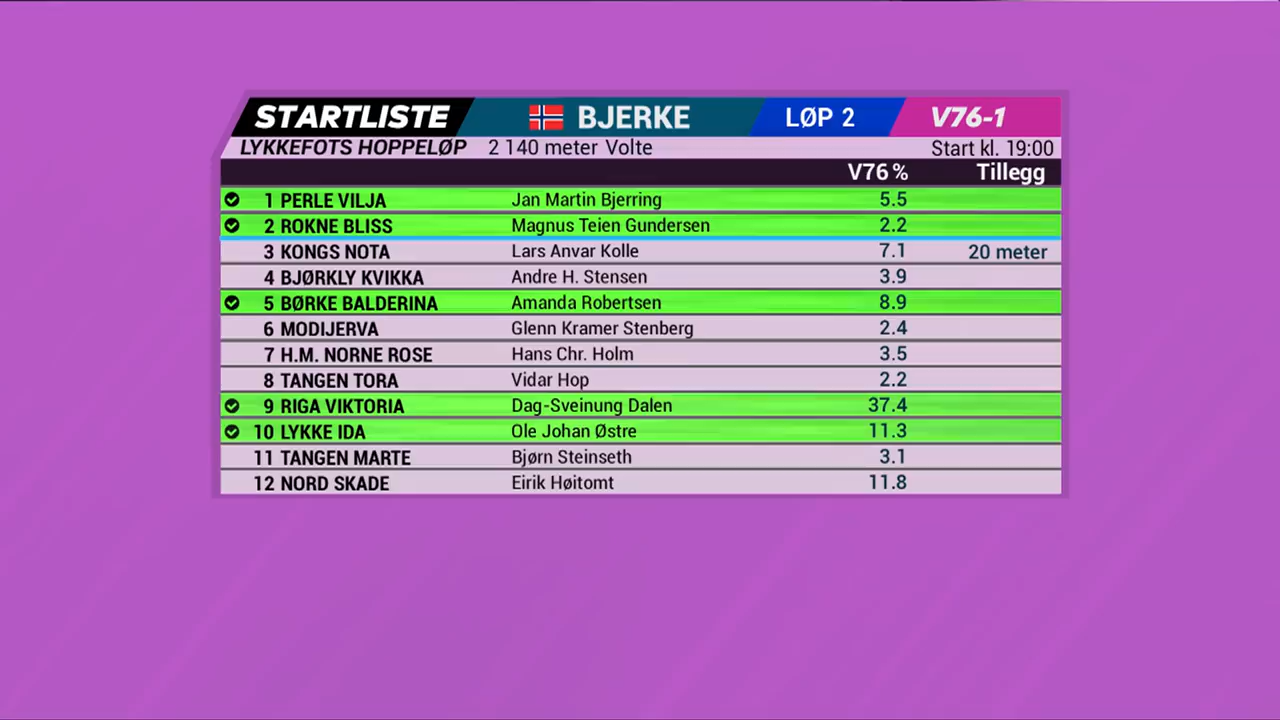 STARTLISTE BJERKE LØP 2 V76-1
LYKKEFOTS HOPPELØP 2 140 meter Volte Start kl. 19:00
V76 % Tillegg
1 PERLE VILJA Jan Martin Bjerring 5.5
2 ROKNE BLISS Magnus Teien Gundersen 2.2
3 KONGS NOTA Lars Anvar Kolle 7.1 20 meter
4 BJØRKLY KVIKKA Andre H. Stensen 3.9
5 BØRKE BALDERINA Amanda Robertsen 8.9
6 MODIJERVA Glenn Kramer Stenberg 2.4
7 H.M. NORNE ROSE Hans Chr. Holm 3.5
8 TANGEN TORA Vidar Hop 2.2
9 RIGA VIKTORIA Dag-Sveinung Dalen 37.4
10 LYKKE IDA Ole Johan Østre 11.3
11 TANGEN MARTE Bjørn Steinseth 3.1
12 NORD SKADE Eirik Høitomt 11.8